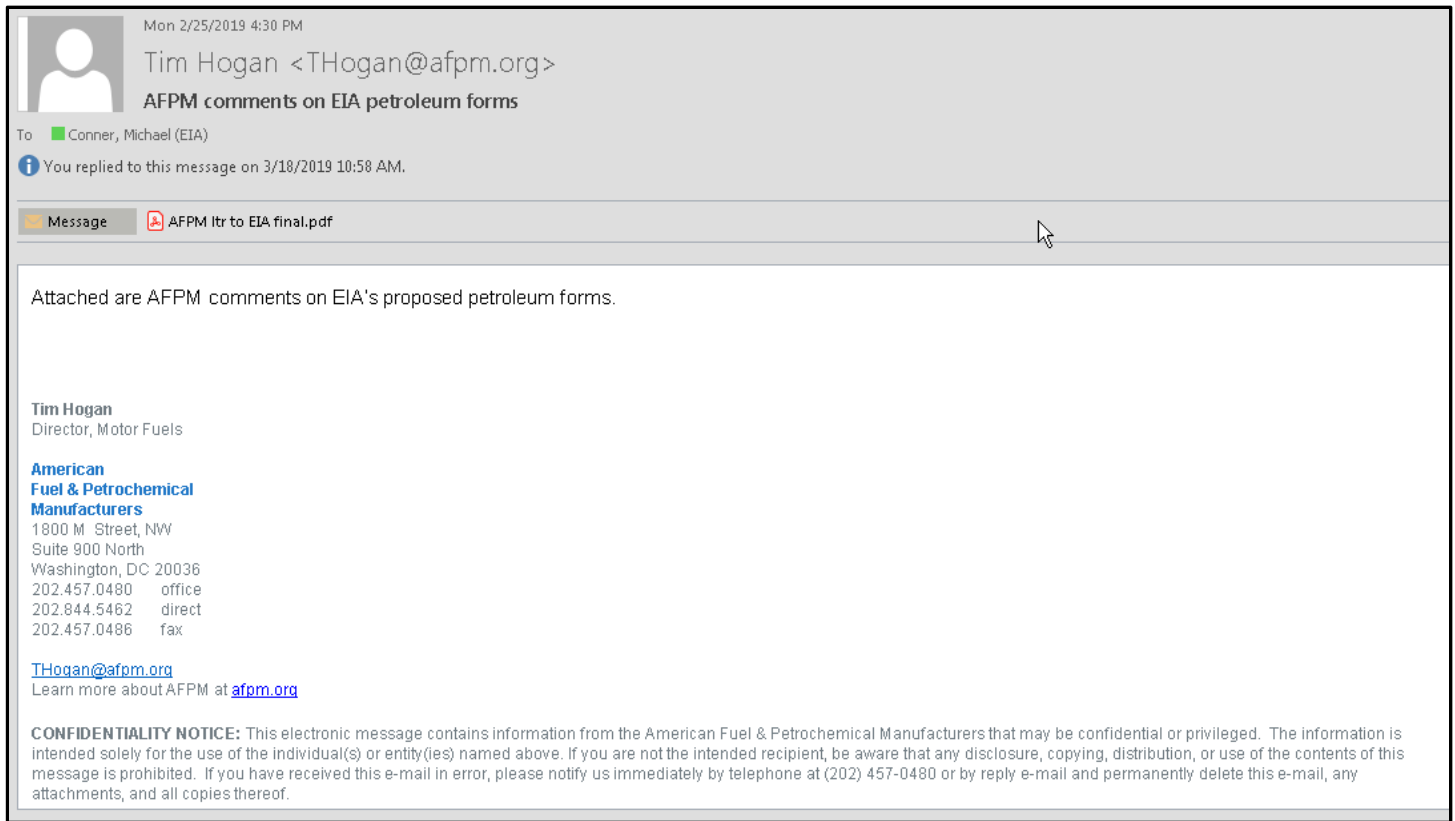 Mon 2/25/2019 4:30 PM
Tim Hogan <THogan@afpm.org>
AFPM comments on EIA petroleum forms
To Conner, Michael (EIA)
You replied to this message on 3/18/2019 10:58 AM.
Message AFPM ltr to EIA final.pdf
Attached are AFPM comments on EIA's proposed petroleum forms.
Tim Hogan
Director, Motor Fuels
American
Fuel & Petrochemical
Manufacturers
1800 M Street, NW
Suite 900 North
Washington, DC 20036
202.457.0480 office
202.844.5462 direct
202.457.0486 fax
THogan@afpm.org
Learn more about AFPM at afpm.org
CONFIDENTIALITY NOTICE: This electronic message contains information from the American Fuel & Petrochemical Manufacturers that may be confidential or privileged. The information is
intended solely for the use of the individual(s) or entity(ies) named above. If you are not the intended recipient, be aware that any disclosure, copying, distribution, or use of the contents of this
message is prohibited. If you have received this e-mail in error, please notify us immediately by telephone at (202) 457-0480 or by reply e-mail and permanently delete this e-mail, any
attachments, and all copies thereof.